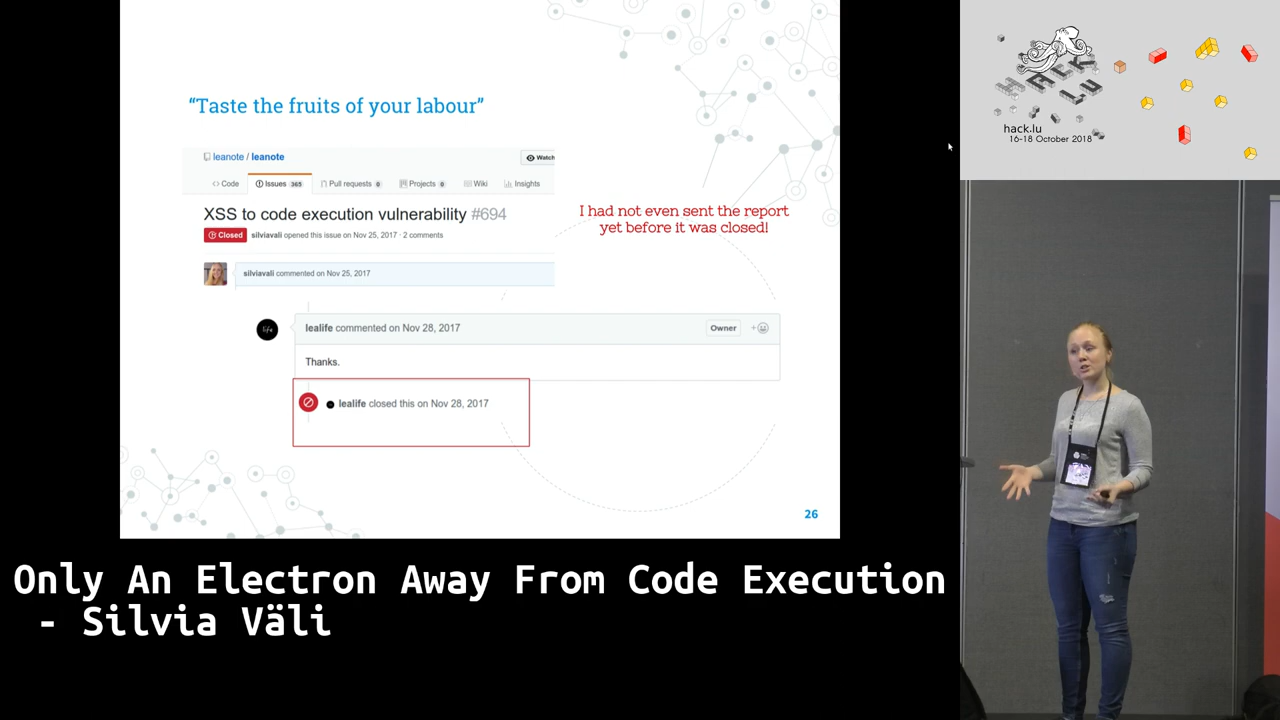 “Taste the fruits of your labour”
leanote / leanote
Watch
Code
Issues 365
Pull requests 0
Projects 0
Wiki
Insights
XSS to code execution vulnerability #694
Closed silviavali opened this issue on Nov 25, 2017 · 2 comments
silviavali commented on Nov 25, 2017
I had not even sent the report
yet before it was closed!
lealife commented on Nov 28, 2017
Owner
Thanks.
lealife closed this on Nov 28, 2017
26
HACK
LU
hack.lu
16-18 October 2018
Only An Electron Away From Code Execution
- Silvia Väli